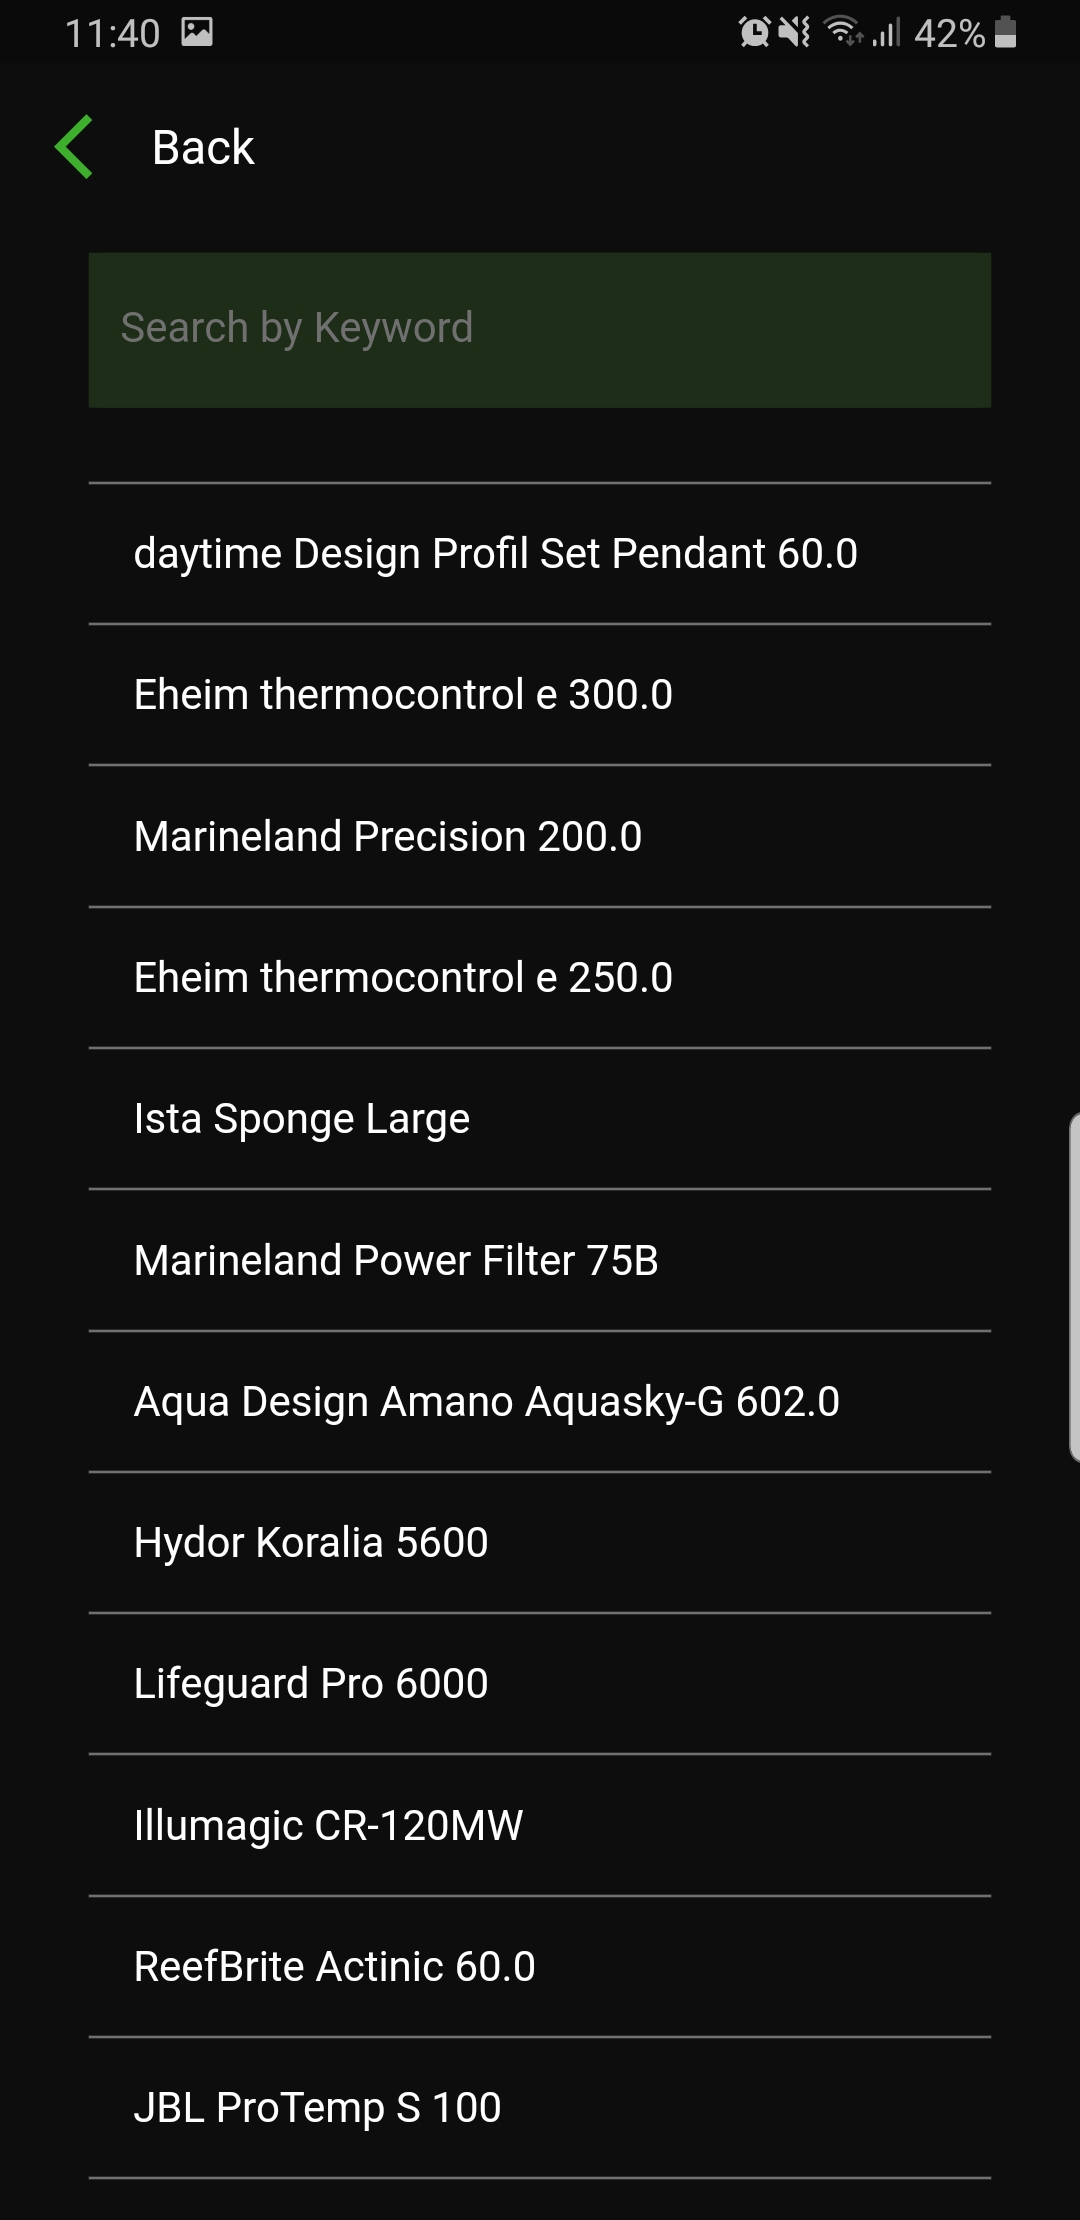 11:40
42%
Back
Search by Keyword
daytime Design Profil Set Pendant 60.0
Eheim thermocontrol e 300.0
Marineland Precision 200.0
Eheim thermocontrol e 250.0
Ista Sponge Large
Marineland Power Filter 75B
Aqua Design Amano Aquasky-G 602.0
Hydor Koralia 5600
Lifeguard Pro 6000
Illumagic CR-120MW
ReefBrite Actinic 60.0
JBL ProTemp S 100